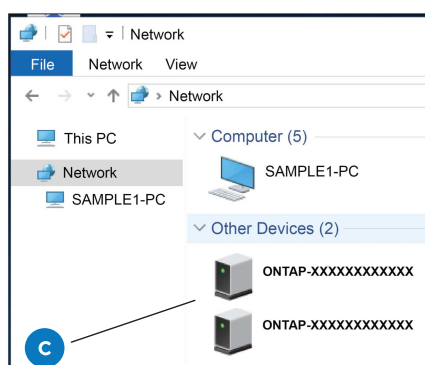 Network
File Network View
Network
This PC
Network
SAMPLE1-PC
Computer (5)
SAMPLE1-PC
Other Devices (2)
ONTAP-XXXXXXXXXXXX
ONTAP-XXXXXXXXXXXX
C